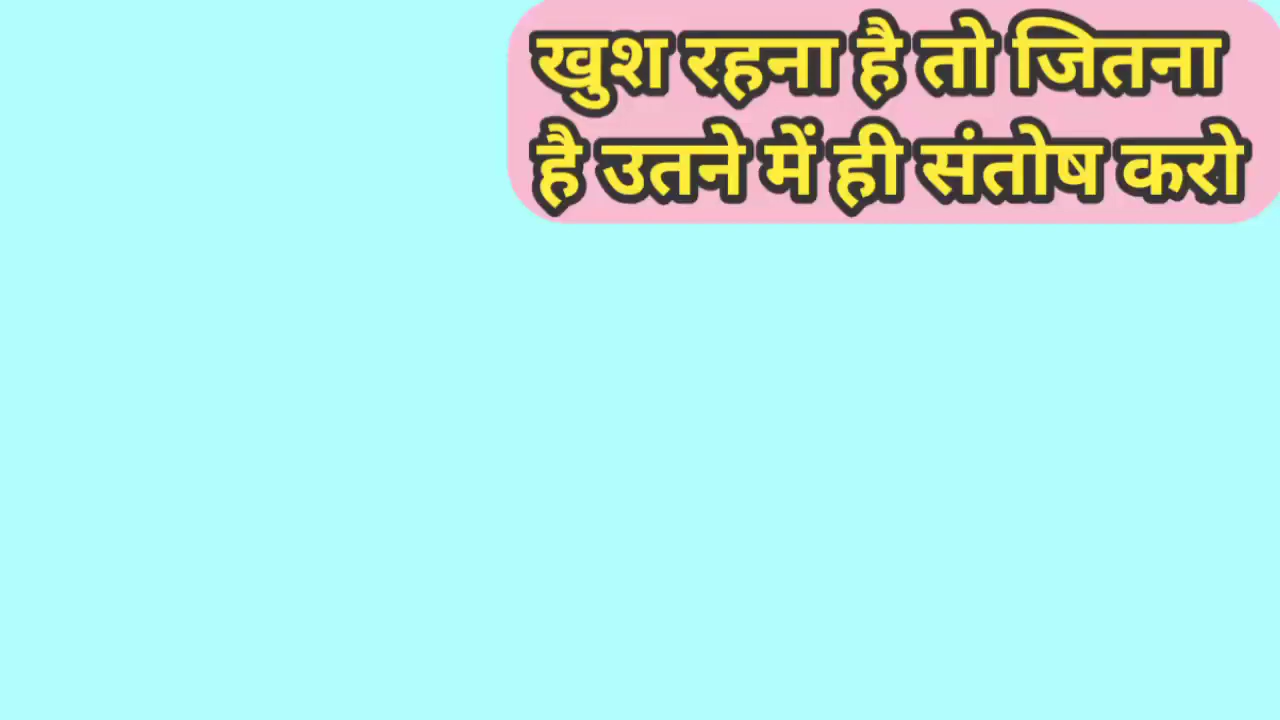 खुश रहना है तो जितना
है उतने में ही संतोष करो